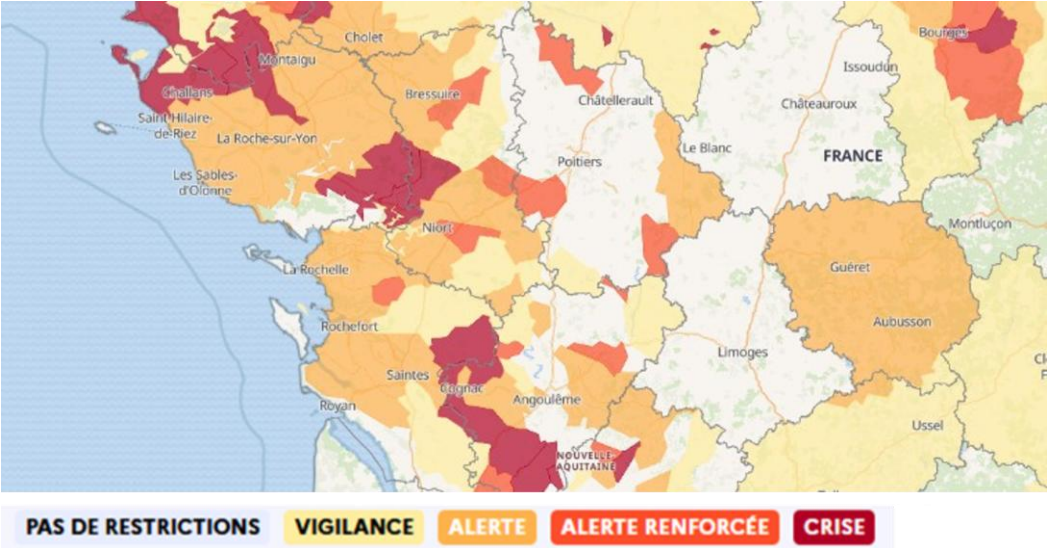 Cholet
Bourges
Montaigu
Issoudun
Challans
Bressuire
Châtellerault
Châteauroux
Saint-Hilaire-
de-Riez
La Roche-sur-Yon
Le Blanc
FRANCE
Poitiers
Les Sables-
d'Olonne
Niort
Montluçon
La Rochelle
Guéret
Rochefort
Aubusson
Limoges
Saintes
Cognac
Royan
Angoulême
Ussel
NOUVELLE-
AQUITAINE
PAS DE RESTRICTIONS VIGILANCE ALERTE ALERTE RENFORCÉE CRISE